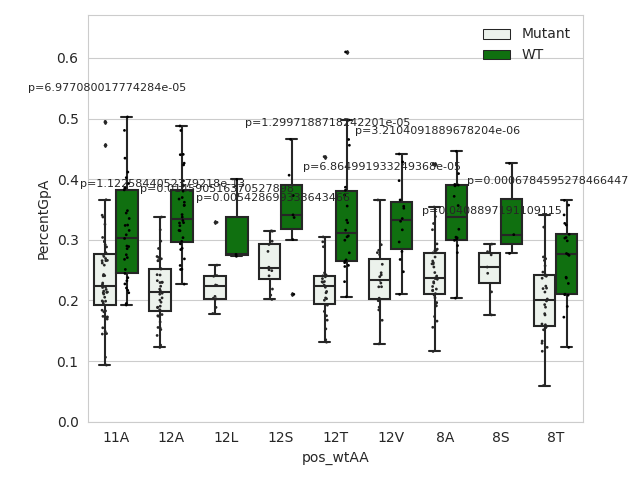 Mutant
WT
PercentGpA
0.6
0.5
0.4
0.3
0.2
0.1
0.0
p=6.977080017774284e-05
p=1.2997188718242201e-05
p=3.2104091889678204e-06
p=6.864991933249368e-05
p=0.0006784595278466447
p=0.0408897191109115
11A 12A 12L 12S 12T 12V 8A 8S 8T
pos_wtAA